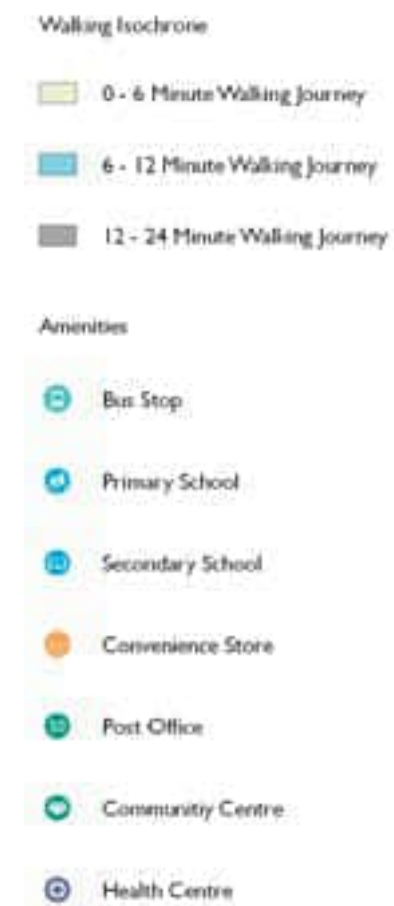 Walking Isochrone
0 - 6 Minute Walking Journey
6 - 12 Minute Walking Journey
12 - 24 Minute Walking Journey
Amenities
Bus Stop
Primary School
Secondary School
Convenience Store
Post Office
Communitiy Centre
Health Centre